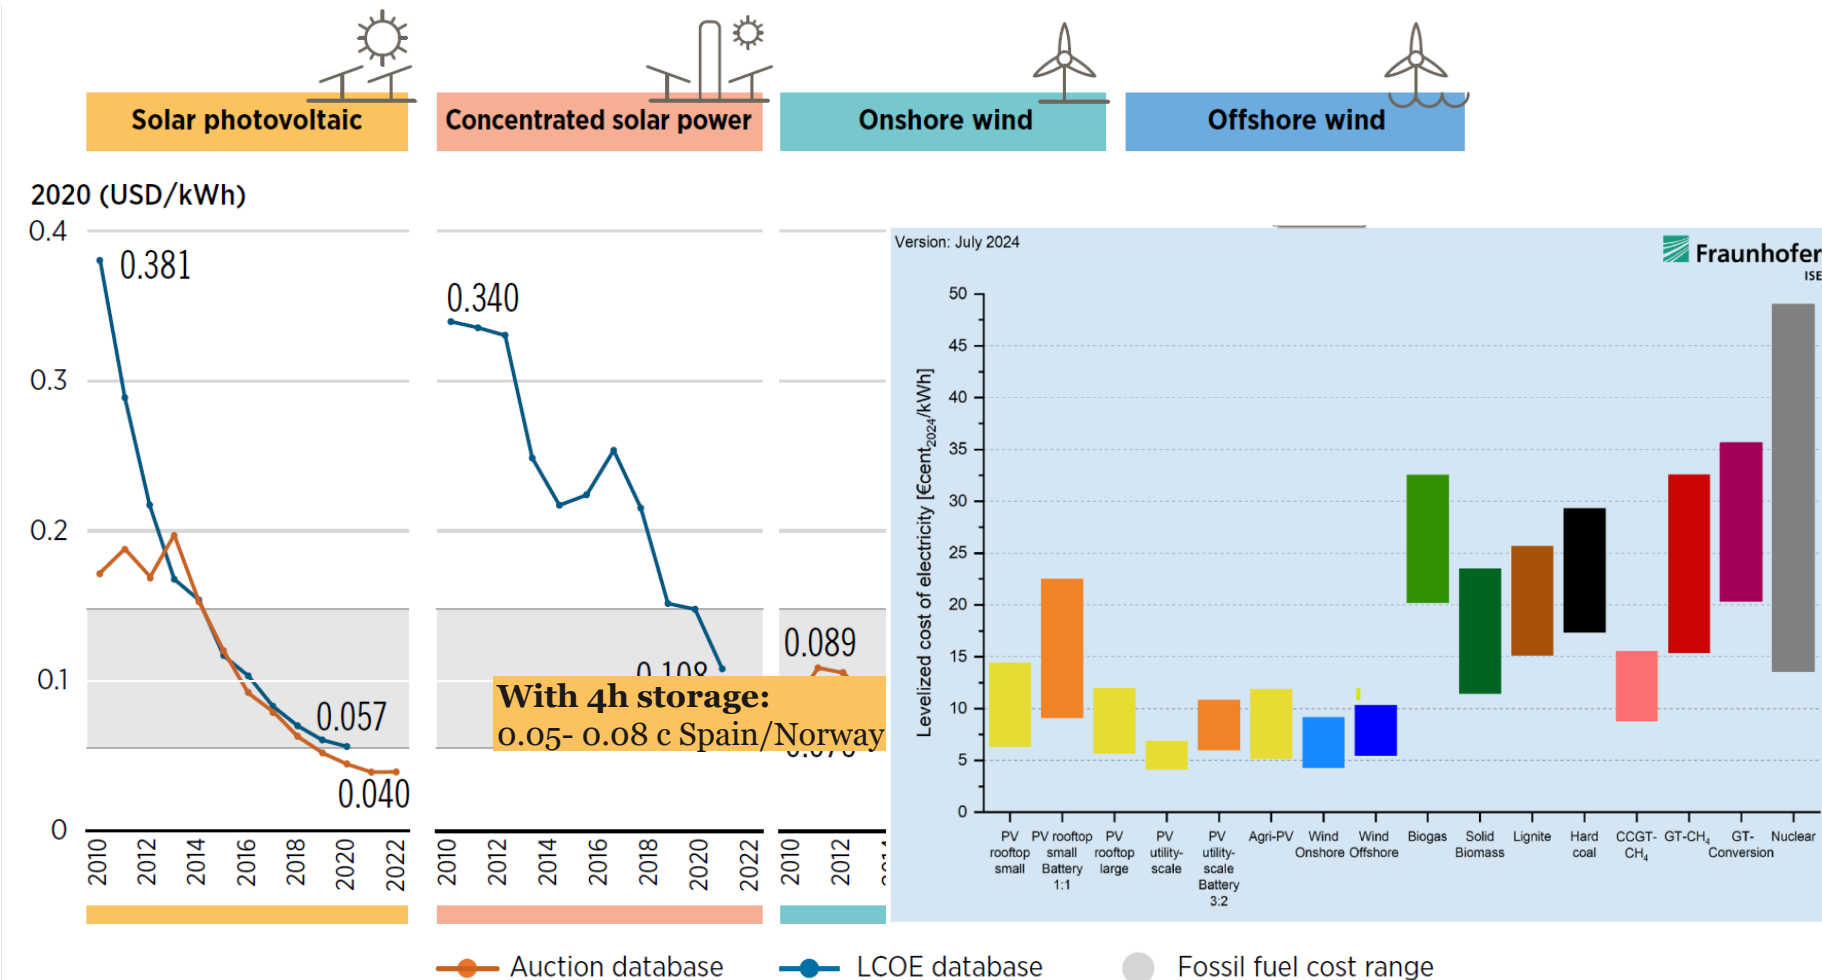 Solar photovoltaic
Concentrated solar power
Onshore wind
Offshore wind
2020 (USD/kWh)
0.4
0.3
0.2
0.1
0
0.381
0.057
0.040
2010
2012
2014
2016
2018
2020
2022
0.340
0.108
With 4h storage:
0.05- 0.08 c Spain/Norway
2010
2012
2014
2016
2018
2020
2022
0.089
2010
2012
Version: July 2024
Fraunhofer
ISE
Levelized cost of electricity [€cent2024/kWh]
50
45
40
35
30
25
20
15
10
5
0
PV
rooftop
small
PV rooftop
small
Battery
1:1
PV
rooftop
large
PV
utility-
scale
PV
utility-
scale
Battery
3:2
Agri-PV
Wind
Onshore
Wind
Offshore
Biogas
Solid
Biomass
Lignite
Hard
coal
CCGT-
CH4
GT-CH4
GT-
Conversion
Nuclear
Auction database
LCOE database
Fossil fuel cost range